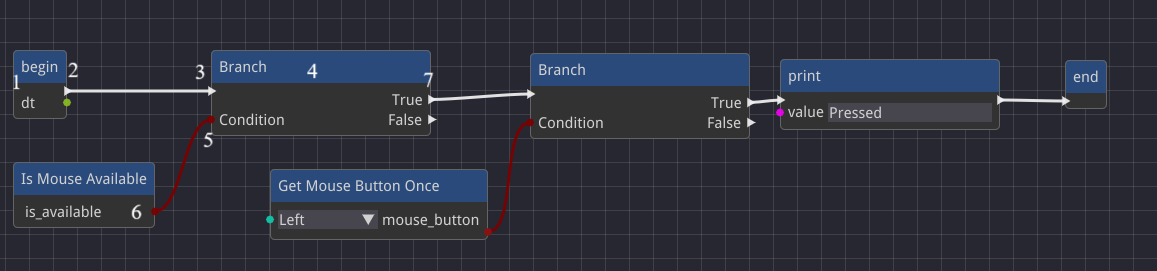 begin
dt
1
2
3
Branch
4
7
True
Condition
False
5
Is Mouse Available
is_available
6
Get Mouse Button Once
Left
mouse_button
Branch
True
Condition
False
print
value Pressed
end